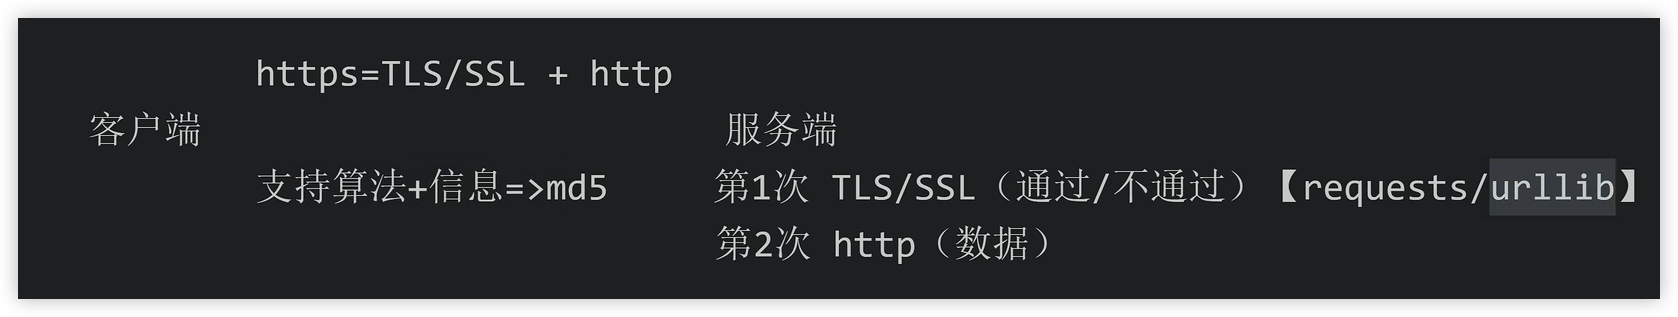 https=TLS/SSL + http
客户端 服务端
支持算法+信息=>md5 第1次 TLS/SSL（通过/不通过）【requests/urllib】
第2次 http（数据）